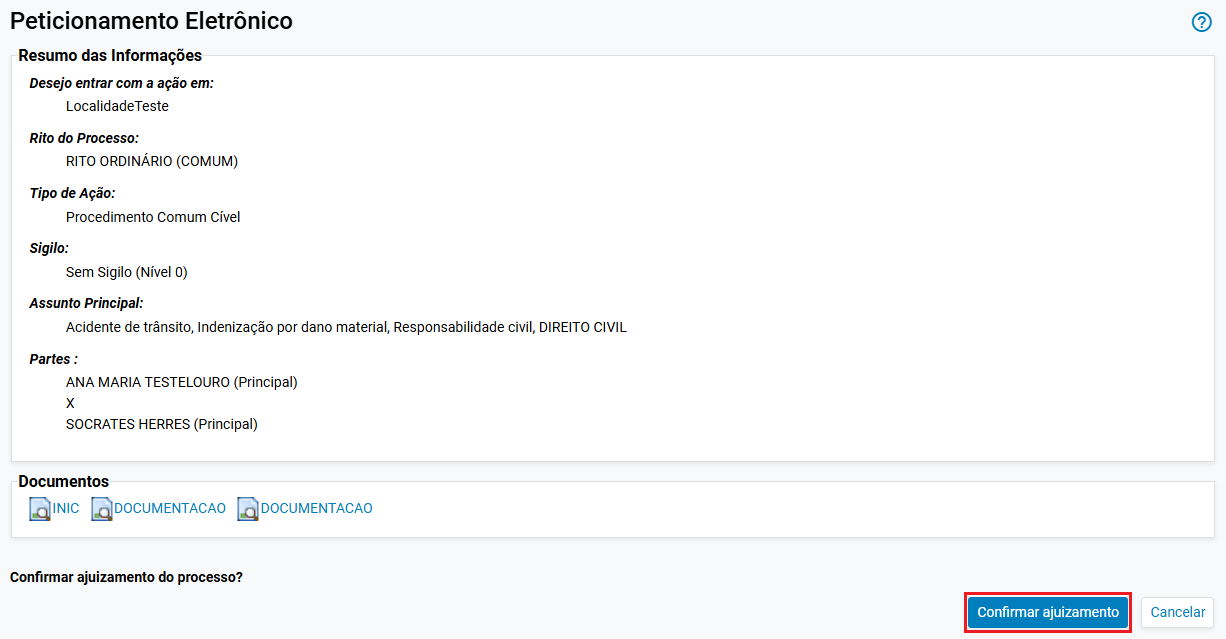 Peticionamento Eletrônico
?
Resumo das Informações
Desejo entrar com a ação em:
LocalidadeTeste
Rito do Processo:
RITO ORDINÁRIO (COMUM)
Tipo de Ação:
Procedimento Comum Cível
Sigilo:
Sem Sigilo (Nível 0)
Assunto Principal:
Acidente de trânsito, Indenização por dano material, Responsabilidade civil, DIREITO CIVIL
Partes :
ANA MARIA TESTELOURO (Principal)
X
SOCRATES HERRES (Principal)
Documentos
INIC DOCUMENTACAO DOCUMENTACAO
Confirmar ajuizamento do processo?
Confirmar ajuizamento Cancelar